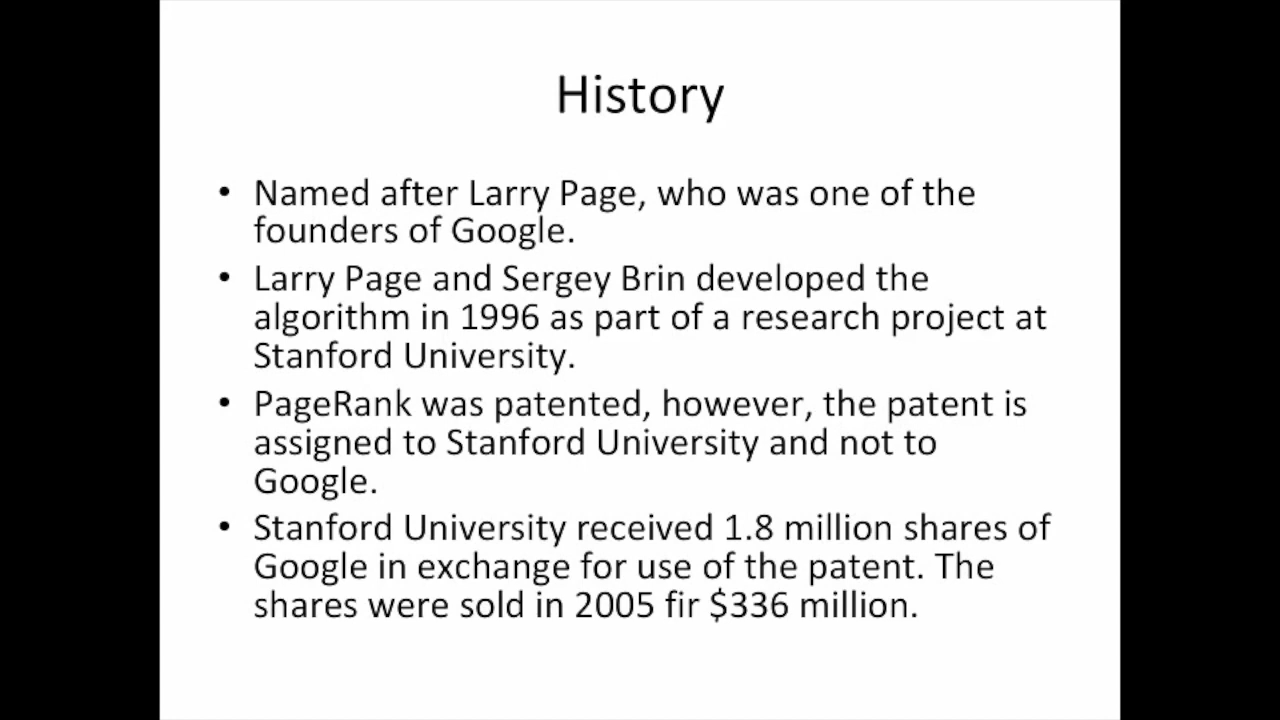 History
• Named after Larry Page, who was one of the
founders of Google.
• Larry Page and Sergey Brin developed the
algorithm in 1996 as part of a research project at
Stanford University.
• PageRank was patented, however, the patent is
assigned to Stanford University and not to
Google.
• Stanford University received 1.8 million shares of
Google in exchange for use of the patent. The
shares were sold in 2005 fir $336 million.